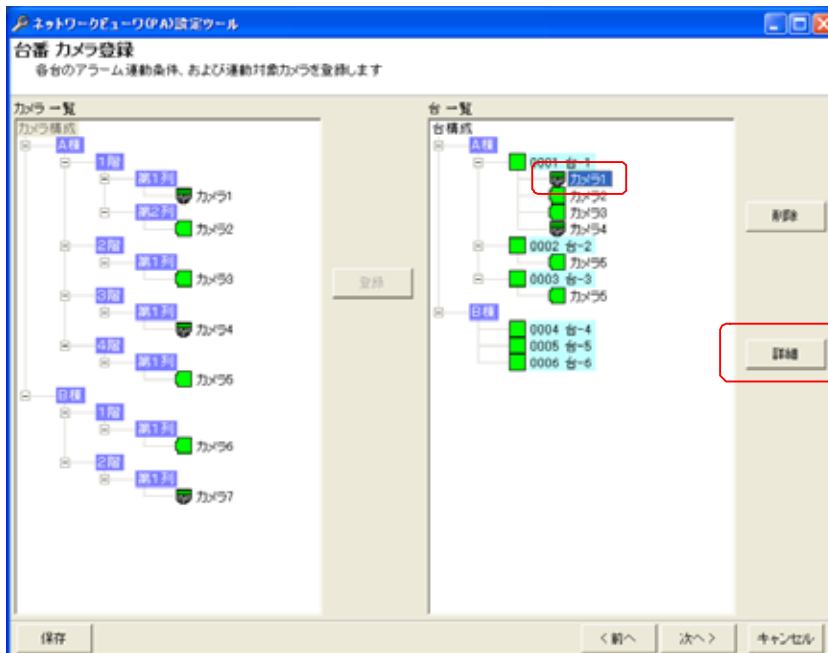 ネットワークビューワ(PA)設定ツール
台番 カメラ登録
各台のアラーム連動条件、および連動対象カメラを登録します
カメラ 一覧
カメラ構成
A棟
1階
第1列
カメラ1
第2列
カメラ2
2階
第1列
カメラ3
3階
第1列
カメラ4
4階
第1列
カメラ5
B棟
1階
第1列
カメラ6
2階
第1列
カメラ7
登録
台 一覧
台構成
A棟
0001 台-1
カメラ1
カメラ2
カメラ3
カメラ4
0002 台-2
カメラ5
0003 台-3
カメラ5
B棟
0004 台-4
0005 台-5
0006 台-6
削除
詳細
保存
<前へ
次へ>
キャンセル